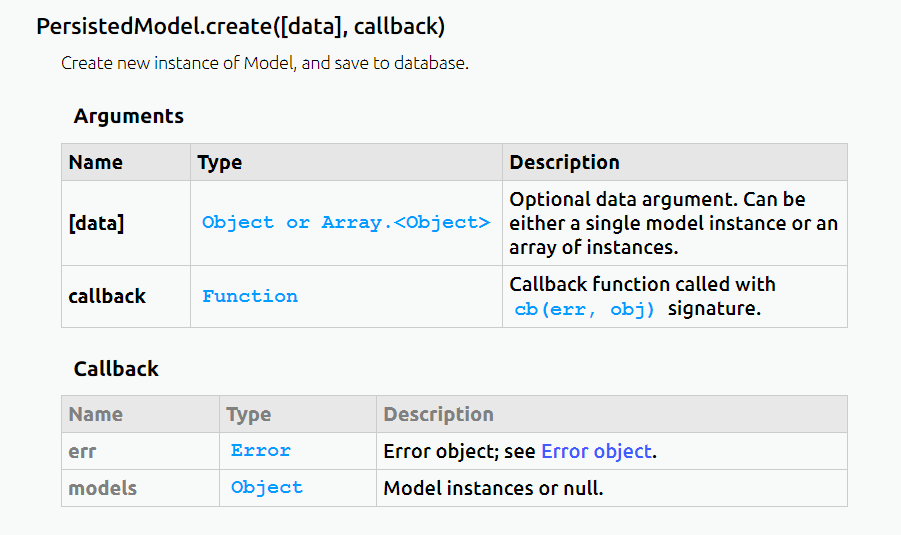 PersistedModel.create([data], callback)
Create new instance of Model, and save to database.
Arguments
Name Type Description
[data] Object or Array.<Object> Optional data argument. Can be
either a single model instance or an
array of instances.
callback Function Callback function called with
cb(err, obj) signature.
Callback
Name Type Description
err Error Error object; see Error object.
models Object Model instances or null.